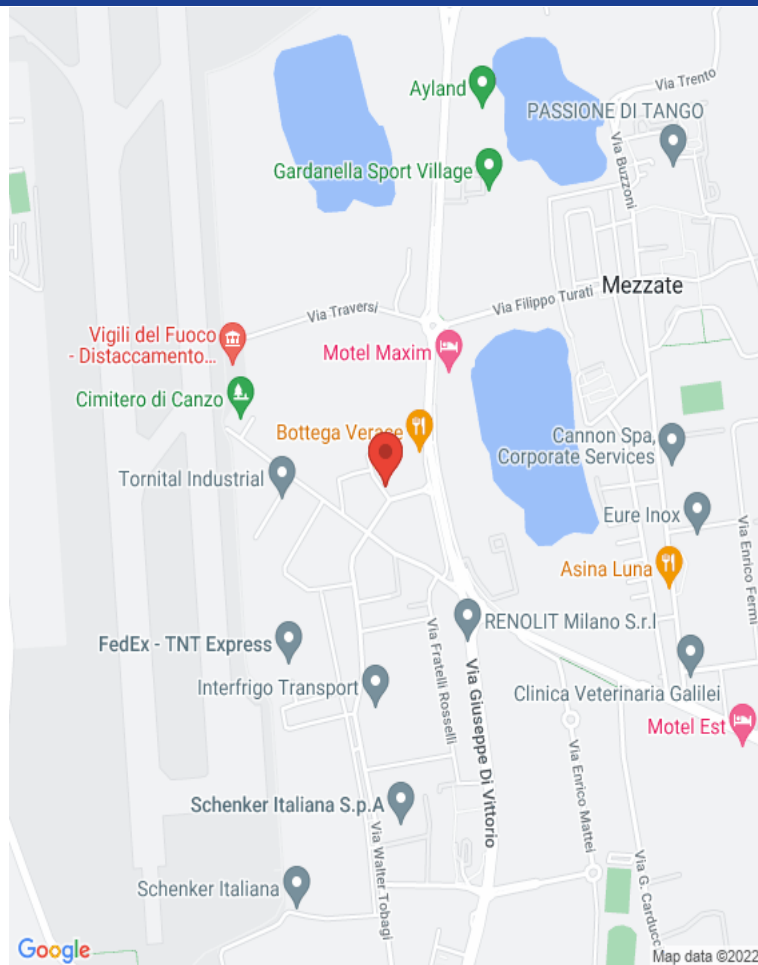 Via Trento
Ayland
PASSIONE DI TANGO
Via Buzzoni
Gardanella Sport Village
Mezzate
Via Filippo Turati
Via Traversi
Vigili del Fuoco
- Distaccamento...
Motel Maxim
Cimitero di Canzo
Bottega Verace
Cannon Spa,
Corporate Services
Tornital Industrial
Eure Inox
Via Enrico Fermi
Asina Luna
RENOLIT Milano S.r.l
FedEx - TNT Express
Via Fratelli Rosselli
Interfrigo Transport
Clinica Veterinaria Galilei
Via Giuseppe Di Vittorio
Motel Est
Via Enrico Mattei
Schenker Italiana S.p.A
Via Walter Tobagi
Via G. Carducc
Schenker Italiana
Google
Map data ©2022